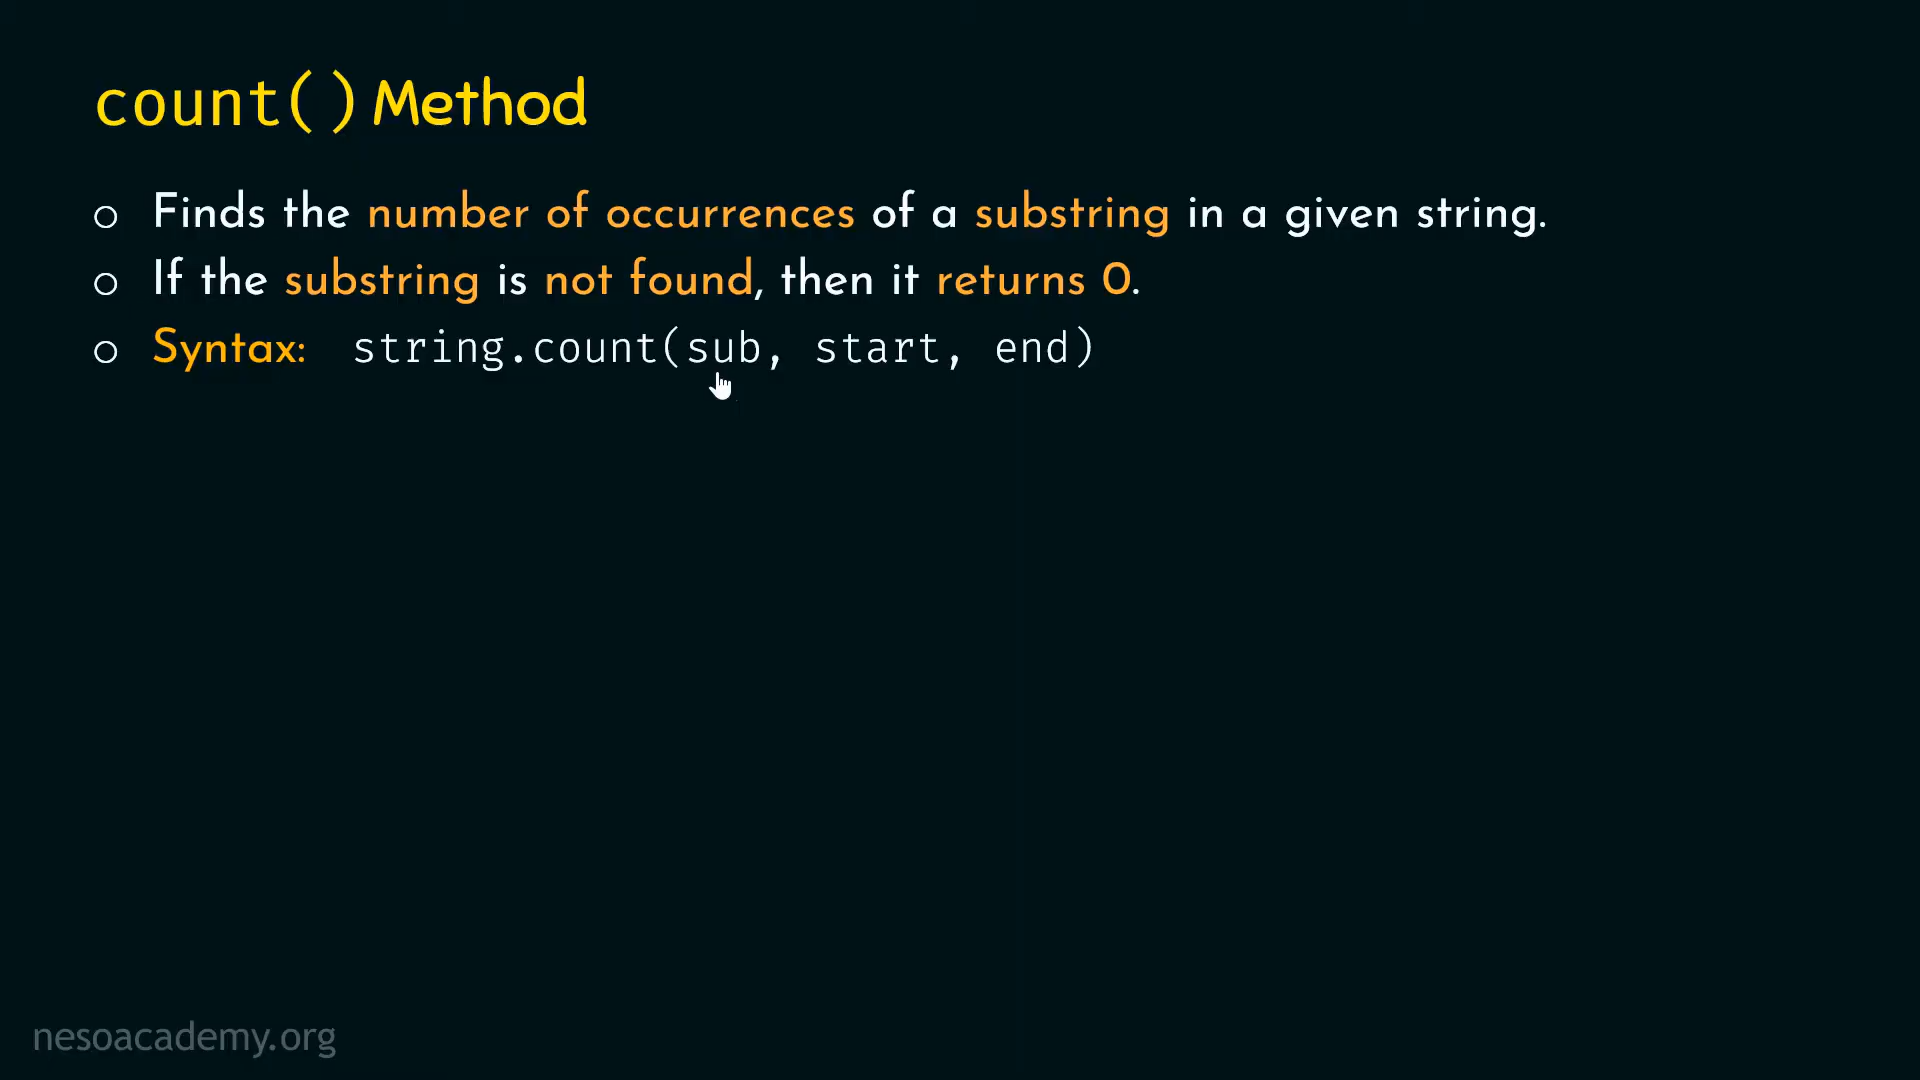 count() Method
○ Finds the number of occurrences of a substring in a given string.
○ If the substring is not found, then it returns 0.
○ Syntax: string.count(sub, start, end)
nesoacademy.org